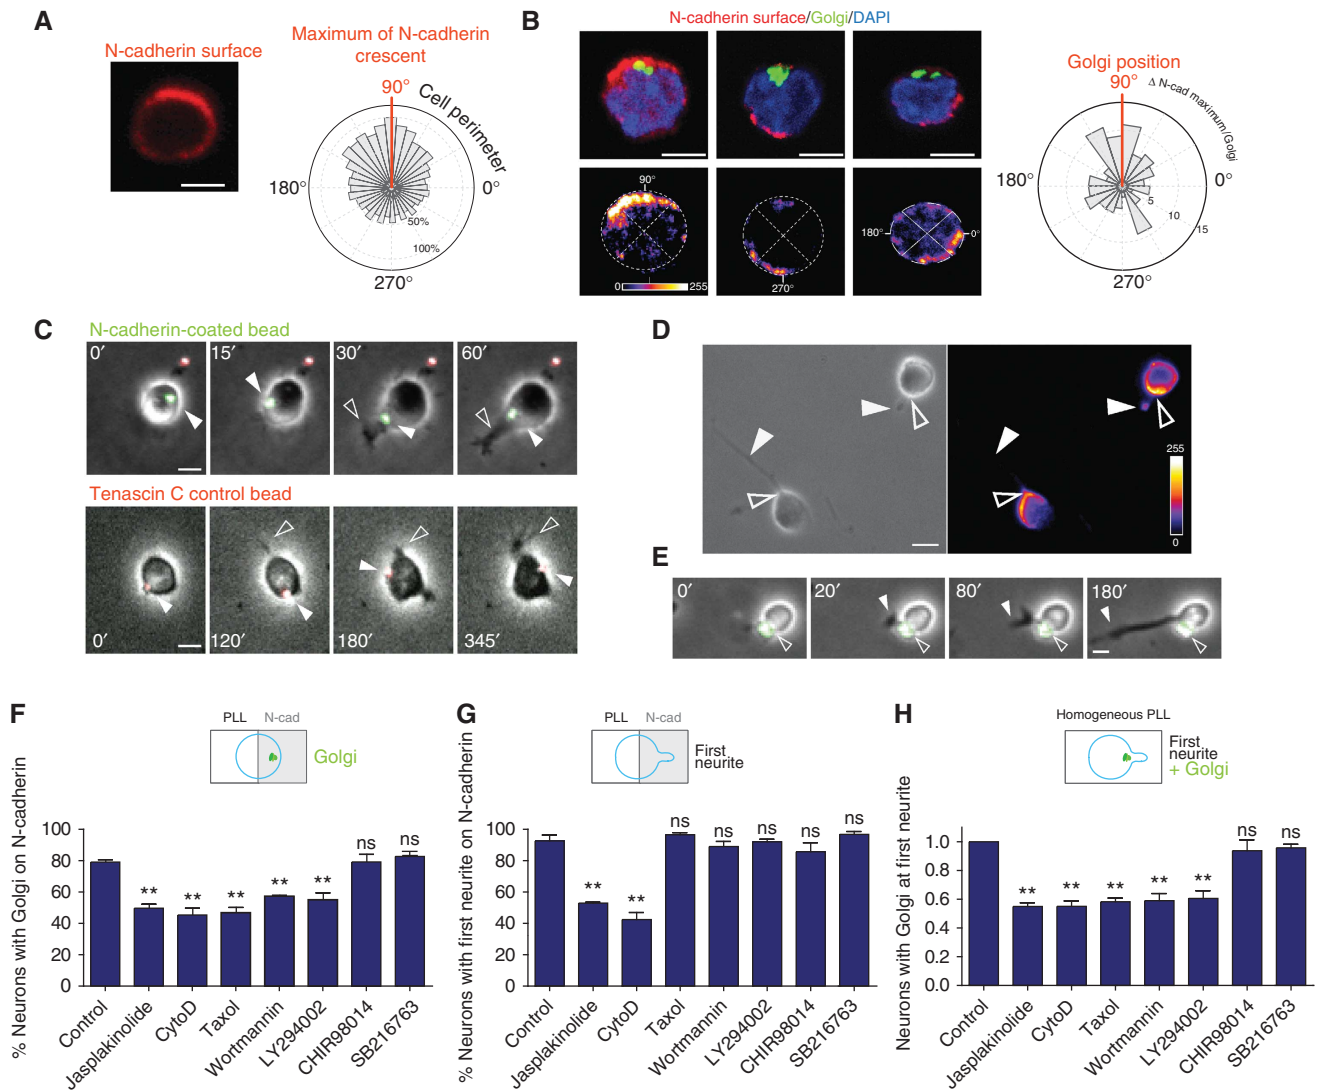 A
N-cadherin surface
Maximum of N-cadherin
crescent
90°
Cell perimeter
180°
0°
50%
100%
270°
B
N-cadherin surface/Golgi/DAPI
90°
0
255
270°
180°
0°
Golgi position
90°
Δ N-cad maximum/Golgi
180°
0°
5
10
15
270°
C
N-cadherin-coated bead
0′
15′
30′
60′
Tenascin C control bead
0′
120′
180′
345′
D
255
0
E
0′
20′
80′
180′
F
PLL
N-cad
Golgi
% Neurons with Golgi on N-cadherin
100
80
60
40
20
0
**
**
**
**
**
ns
ns
Control
Jasplakinolide
CytoD
Taxol
Wortmannin
LY294002
CHIR98014
SB216763
G
PLL
N-cad
First
neurite
% Neurons with first neurite on N-cadherin
100
80
60
40
20
0
**
**
ns
ns
ns
ns
ns
Control
Jasplakinolide
CytoD
Taxol
Wortmannin
LY294002
CHIR98014
SB216763
H
Homogeneous PLL
First
neurite
+ Golgi
Neurons with Golgi at first neurite
1.0
0.8
0.6
0.4
0.2
0.0
**
**
**
**
**
ns
ns
Control
Jasplakinolide
CytoD
Taxol
Wortmannin
LY294002
CHIR98014
SB216763